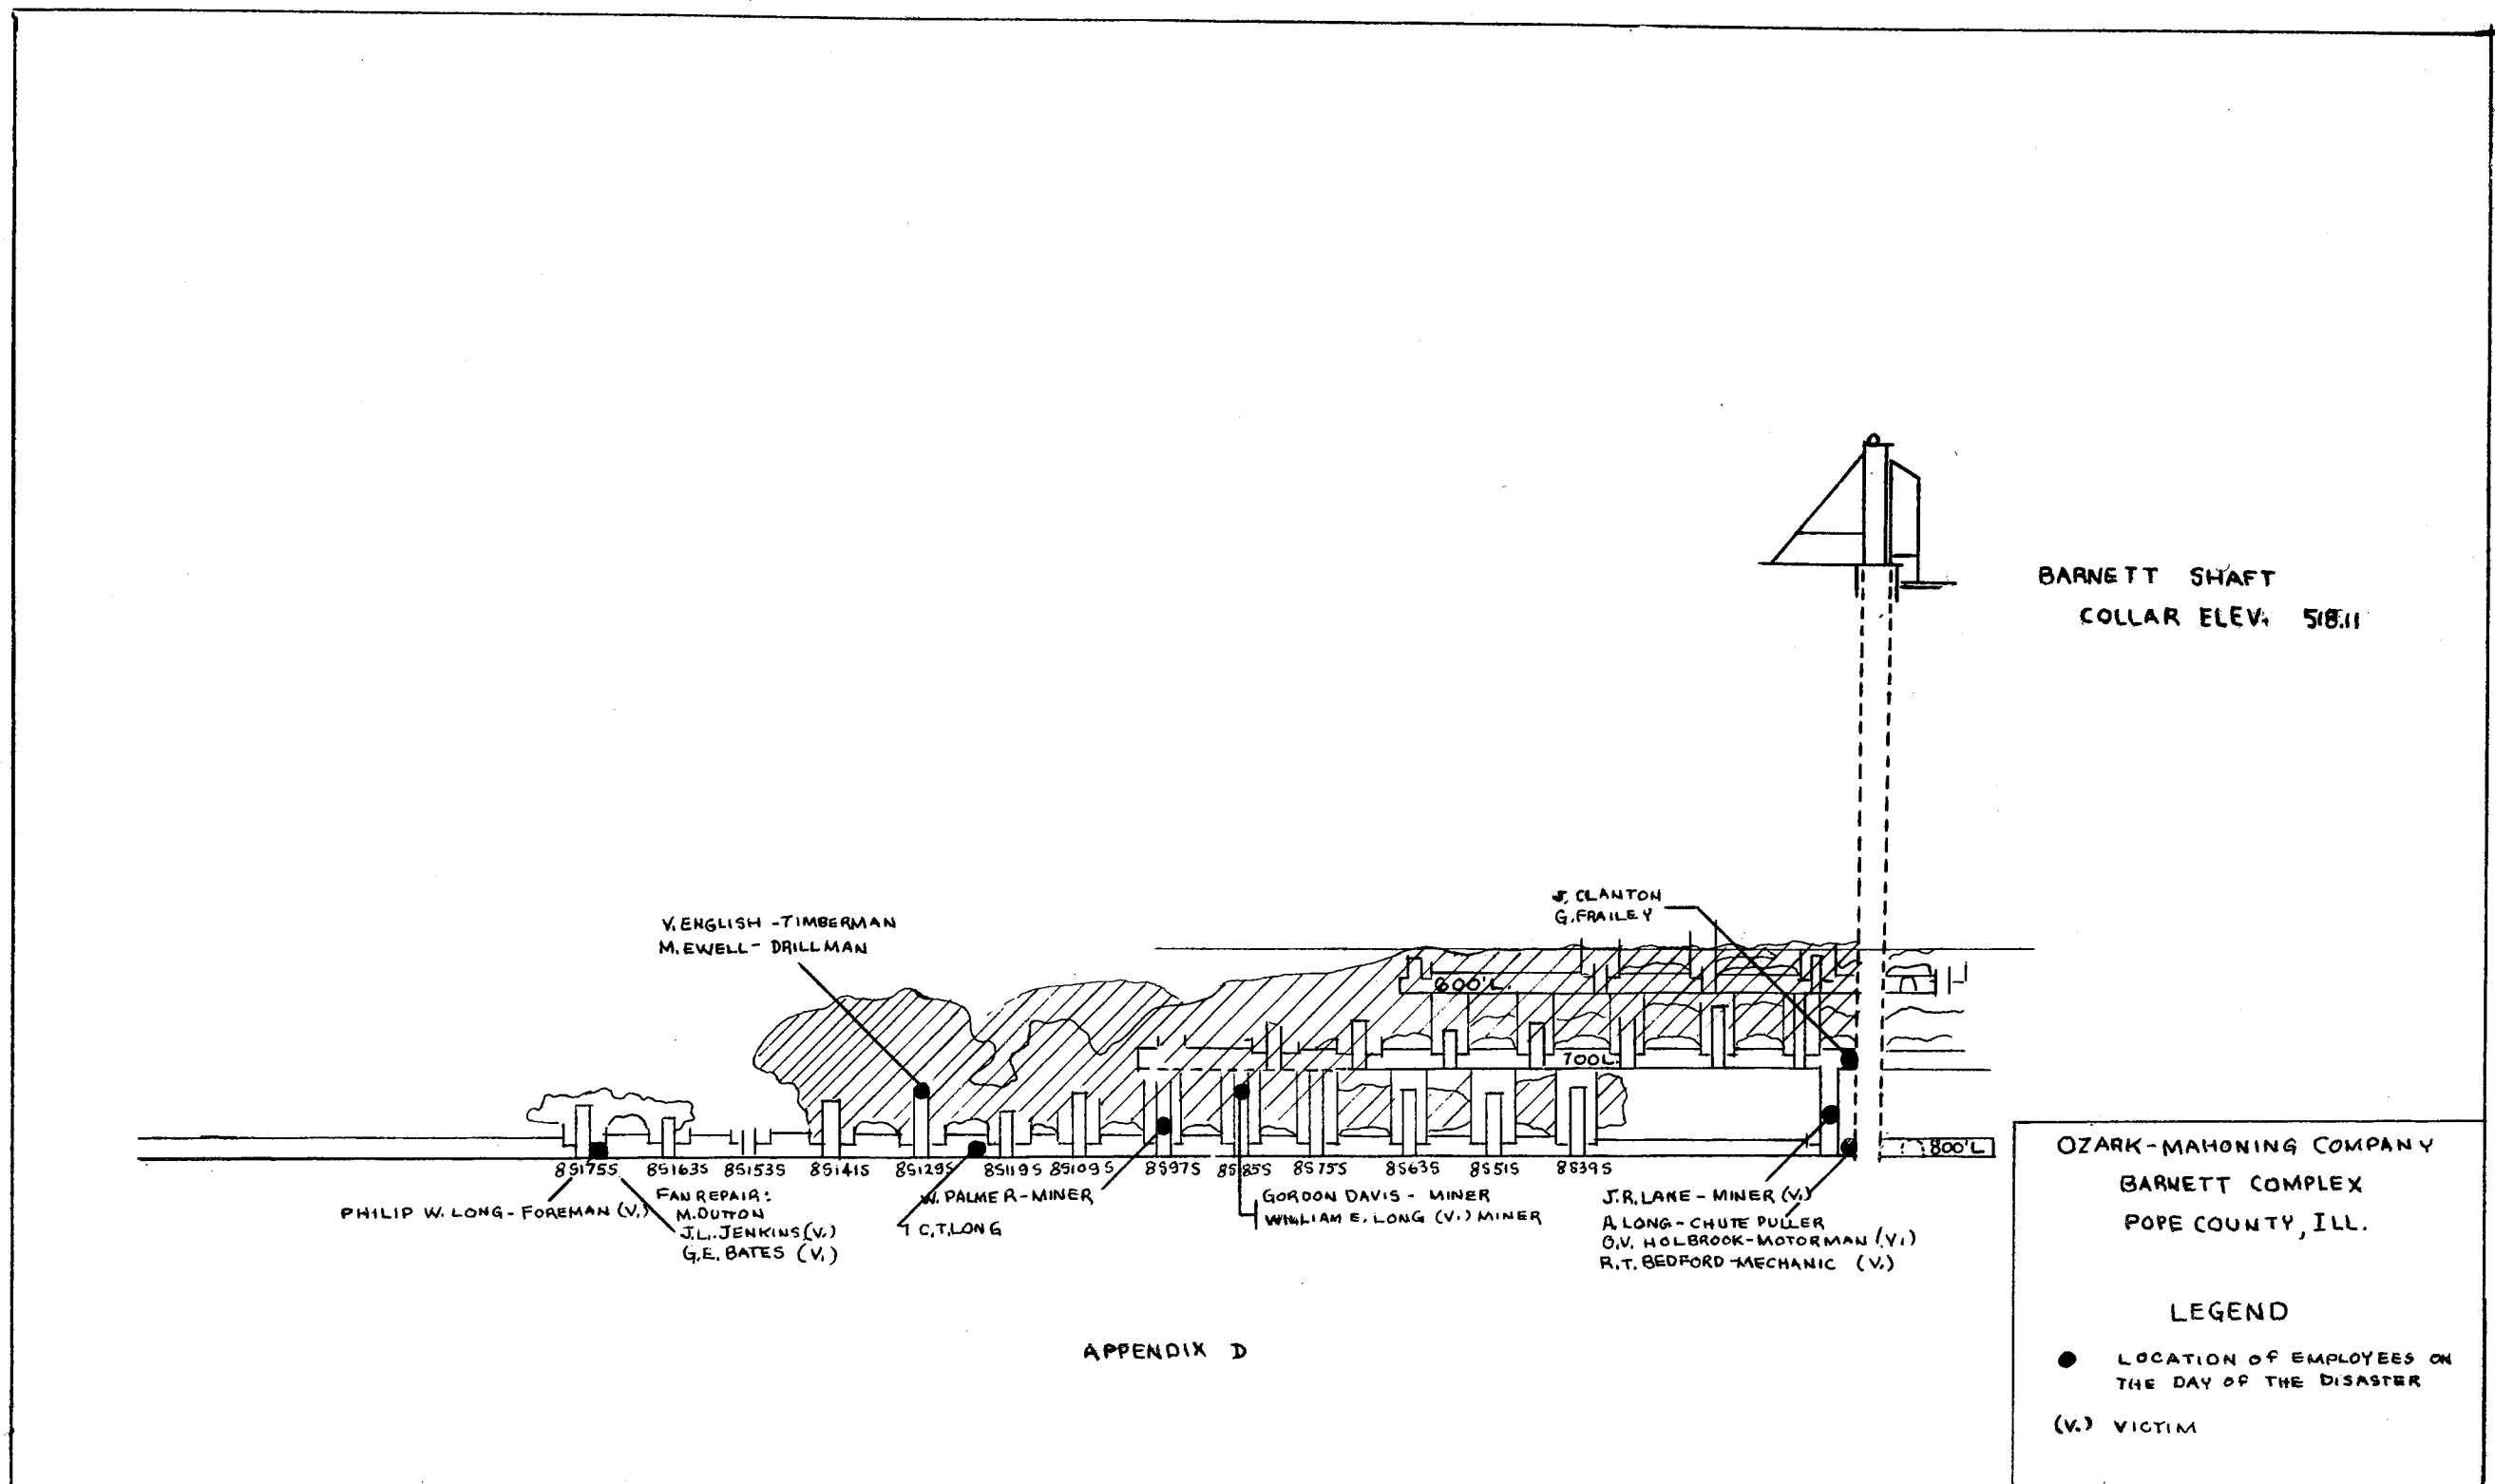 BARNETT SHAFT
COLLAR ELEV. 518.11
V. ENGLISH - TIMBERMAN
M. EWELL - DRILLMAN
J. CLANTON
G. FRAILEY
600'L.
700L.
800'L
8S175S 8S163S 8S153S 8S141S 8S129S 8S119S 8S109S 8S97S 8S85S 8S75S 8S63S 8S51S 8S39S
PHILIP W. LONG - FOREMAN (V.)
FAN REPAIR:
M. DUTTON
J.L. JENKINS (V.)
G.E. BATES (V.)
C.T. LONG
W. PALMER - MINER
GORDON DAVIS - MINER
WILLIAM E. LONG (V.) MINER
J.R. LANE - MINER (V.)
A. LONG - CHUTE PULLER
O.V. HOLBROOK - MOTORMAN (V.)
R.T. BEDFORD - MECHANIC (V.)
APPENDIX D
OZARK-MAHONING COMPANY
BARNETT COMPLEX
POPE COUNTY, ILL.
LEGEND
LOCATION OF EMPLOYEES ON
THE DAY OF THE DISASTER
(V.) VICTIM